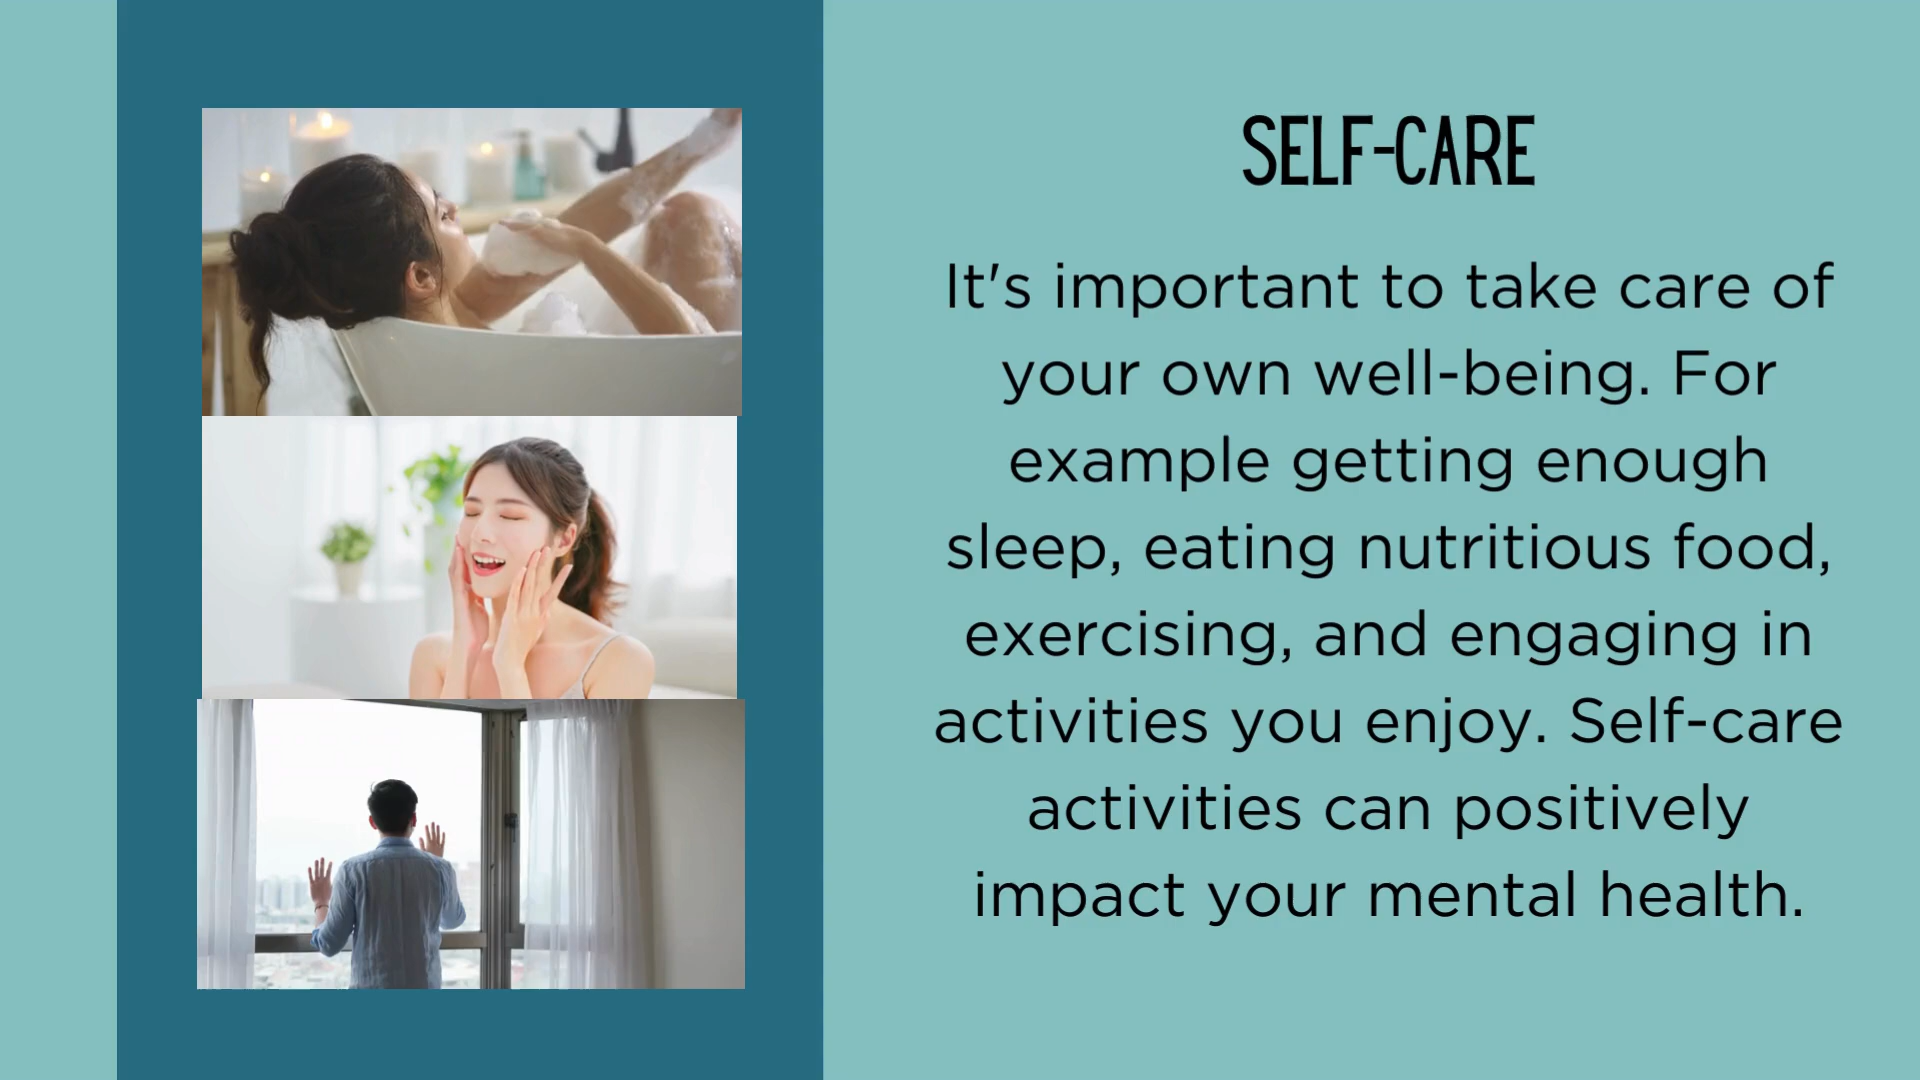 SELF-CARE
It's important to take care of
your own well-being. For
example getting enough
sleep, eating nutritious food,
exercising, and engaging in
activities you enjoy. Self-care
activities can positively
impact your mental health.